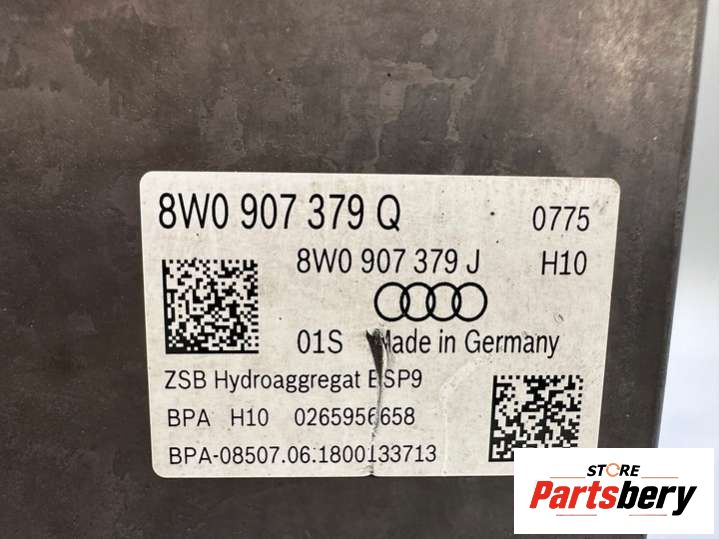 8W0 907 379 Q 0775
8W0 907 379 J H10
01S Made in Germany
ZSB Hydroaggregat ESP9
BPA H10 0265956658
BPA-08507.06.1800133713
STORE
Partsbery